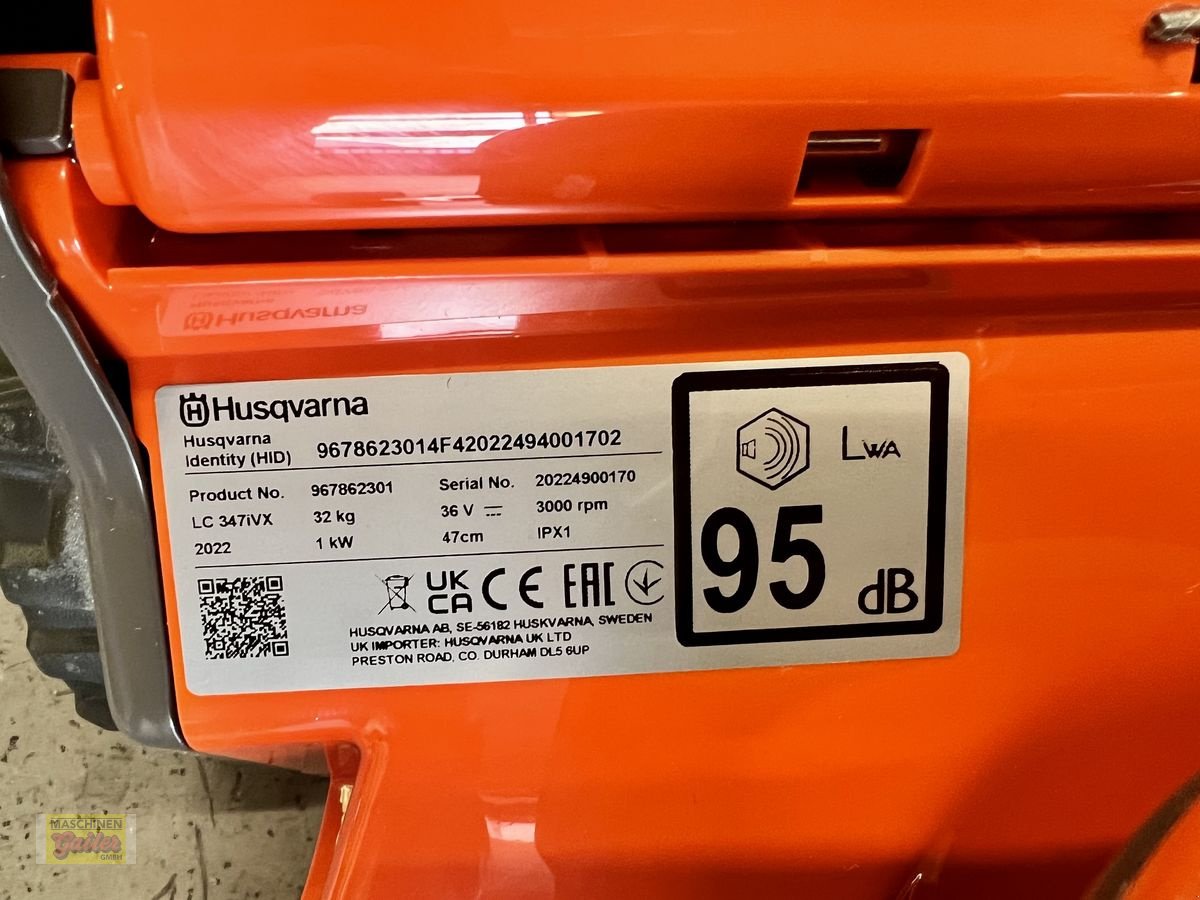 Husqvarna
Husqvarna
Husqvarna
Identity (HID) 9678623014F42022494001702
Product No. 967862301 Serial No. 20224900170
LC 347iVX 32 kg 36 V 3000 rpm
2022 1 kW 47cm IPX1
UK
CA CE EAC
HUSQVARNA AB, SE-56182 HUSKVARNA, SWEDEN
UK IMPORTER: HUSQVARNA UK LTD
PRESTON ROAD, CO. DURHAM DL5 6UP
LWA
95 dB
MASCHINEN
Gailer
GMBH